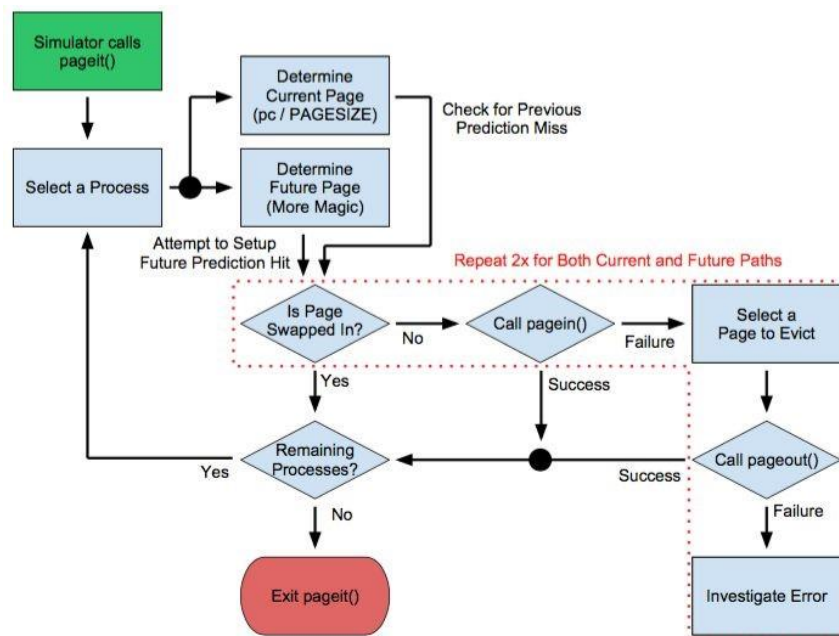 Simulator calls
pageit()
Determine
Current Page
(pc / PAGESIZE)
Check for Previous
Prediction Miss
Select a Process
Determine
Future Page
(More Magic)
Attempt to Setup
Future Prediction Hit
Repeat 2x for Both Current and Future Paths
Is Page
Swapped In?
No
Call pagein()
Failure
Select a
Page to Evict
Yes
Success
Remaining
Processes?
Yes
Success
Call pageout()
No
Failure
Exit pageit()
Investigate Error